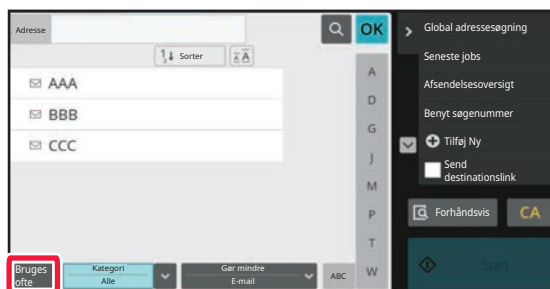 Adresse
OK
Sorter
AAA
BBB
CCC
A
D
G
J
M
P
T
W
Bruges
ofte
Kategori
Alle
Gør mindre
E-mail
ABC
Global adressesøgning
Seneste jobs
Afsendelsesoversigt
Benyt søgenummer
Tilføj Ny
Send
destinationslink
Forhåndsvis
CA
Start